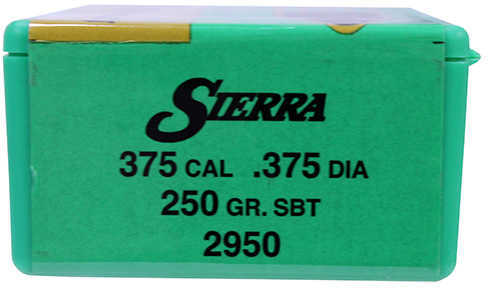 SIERRA
375 CAL .375 DIA
250 GR. SBT
2950